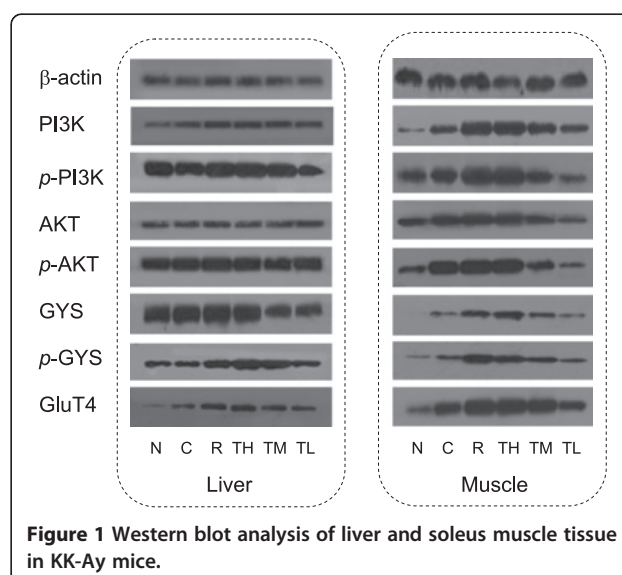 β-actin
PI3K
p-PI3K
AKT
p-AKT
GYS
p-GYS
GluT4
N C R TH TM TL
Liver
N C R TH TM TL
Muscle
Figure 1 Western blot analysis of liver and soleus muscle tissue
in KK-Ay mice.